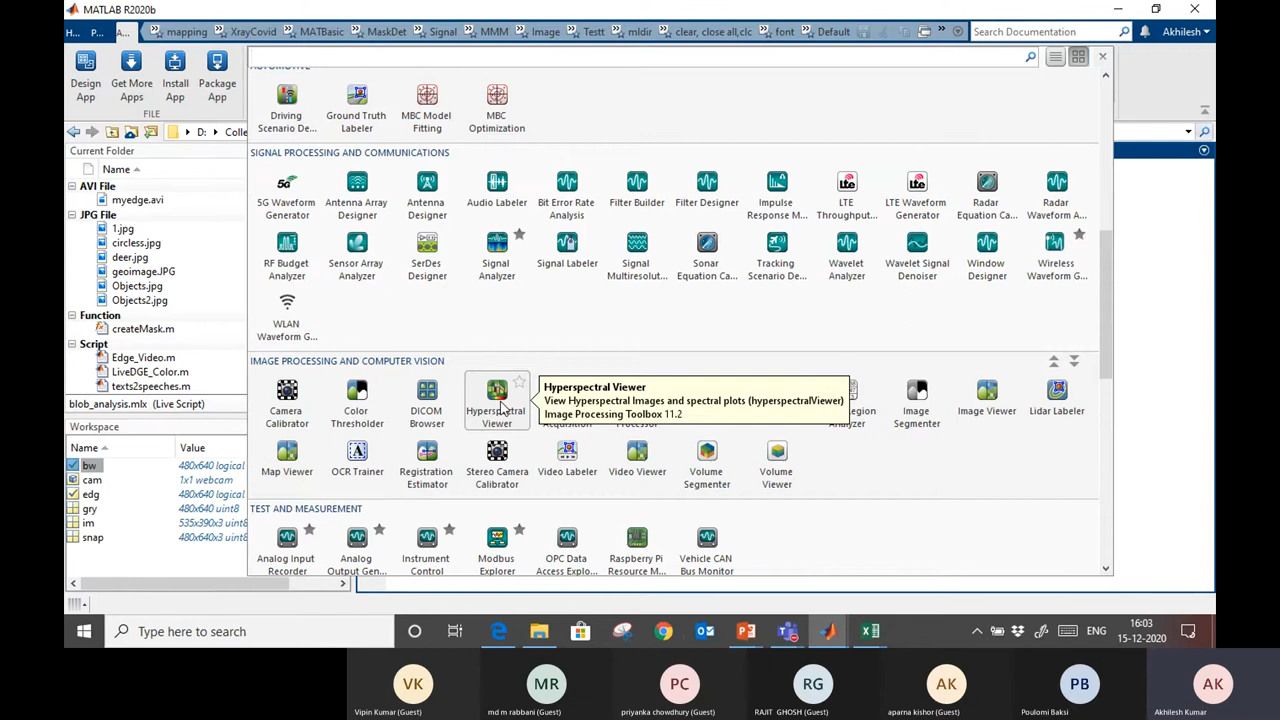 MATLAB R2020b
H... P... A... mapping XrayCovid MATBasic MaskDet Signal MMM Image Testt mldir clear, close all,clc font Default Search Documentation Akhilesh
Design App
Get More Apps
Install App
Package App
FILE
D: Colle
Current Folder
Name
AVI File
myedge.avi
JPG File
1.jpg
circless.jpg
deer.jpg
geoimage.JPG
Objects.jpg
Objects2.jpg
Function
createMask.m
Script
Edge_Video.m
LiveDGE_Color.m
texts2speeches.m
blob_analysis.mlx (Live Script)
Workspace
Name Value
bw 480x640 logical
cam 1x1 webcam
edg 480x640 logical
gry 480x640 uint8
im 535x390x3 uint8
snap 480x640x3 uint8
AUTOMOTIVE
Driving Scenario De...
Ground Truth Labeler
MBC Model Fitting
MBC Optimization
SIGNAL PROCESSING AND COMMUNICATIONS
5G
5G Waveform Generator
Antenna Array Designer
Antenna Designer
Audio Labeler
Bit Error Rate Analysis
Filter Builder
Filter Designer
Impulse Response M...
LTE Throughput...
LTE Waveform Generator
Radar Equation Ca...
Radar Waveform A...
RF Budget Analyzer
Sensor Array Analyzer
SerDes Designer
Signal Analyzer
Signal Labeler
Signal Multiresolut...
Sonar Equation Ca...
Tracking Scenario De...
Wavelet Analyzer
Wavelet Signal Denoiser
Window Designer
Wireless Waveform G...
WLAN Waveform G...
IMAGE PROCESSING AND COMPUTER VISION
Camera Calibrator
Color Thresholder
DICOM Browser
Hyperspectral Viewer
Hyperspectral Viewer
View Hyperspectral Images and spectral plots (hyperspectralViewer)
Image Processing Toolbox 11.2
Image Segmenter
Image Viewer
Lidar Labeler
Map Viewer
OCR Trainer
Registration Estimator
Stereo Camera Calibrator
Video Labeler
Video Viewer
Volume Segmenter
Volume Viewer
TEST AND MEASUREMENT
Analog Input Recorder
Analog Output Gen...
Instrument Control
Modbus Explorer
OPC Data Access Explo...
Raspberry Pi Resource M...
Vehicle CAN Bus Monitor
Type here to search
ENG
16:03
15-12-2020
VK MR PC RG AK PB AK
Vipin Kumar (Guest) md m rabbani (Guest) priyanka chowdhury (Guest) RAJIT GHOSH (Guest) aparna kishor (Guest) Poulomi Baksi Akhilesh Kumar